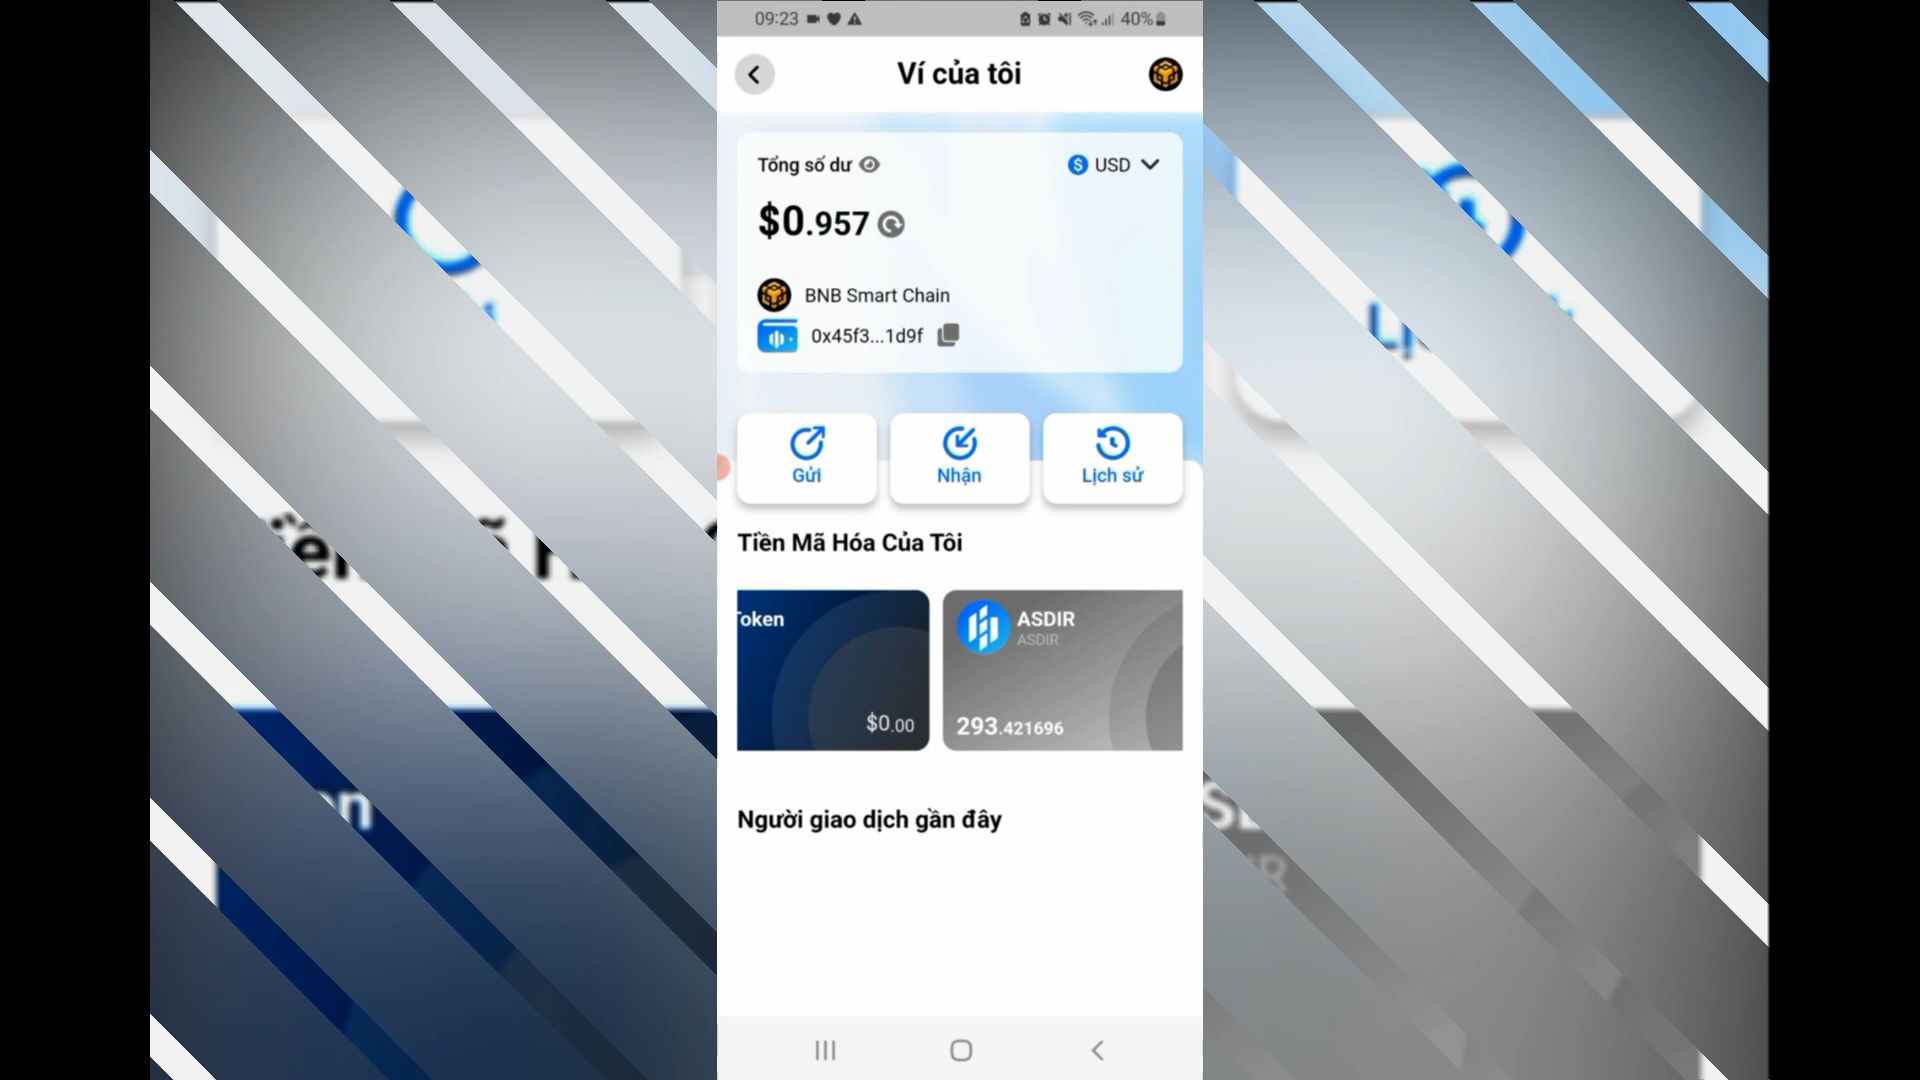 09:23
40%
Ví của tôi
Tổng số dư
USD
$0.957
BNB Smart Chain
0x45f3...1d9f
Gửi
Nhận
Lịch sử
Tiền Mã Hóa Của Tôi
Token
$0.00
ASDIR
ASDIR
293.421696
Người giao dịch gần đây